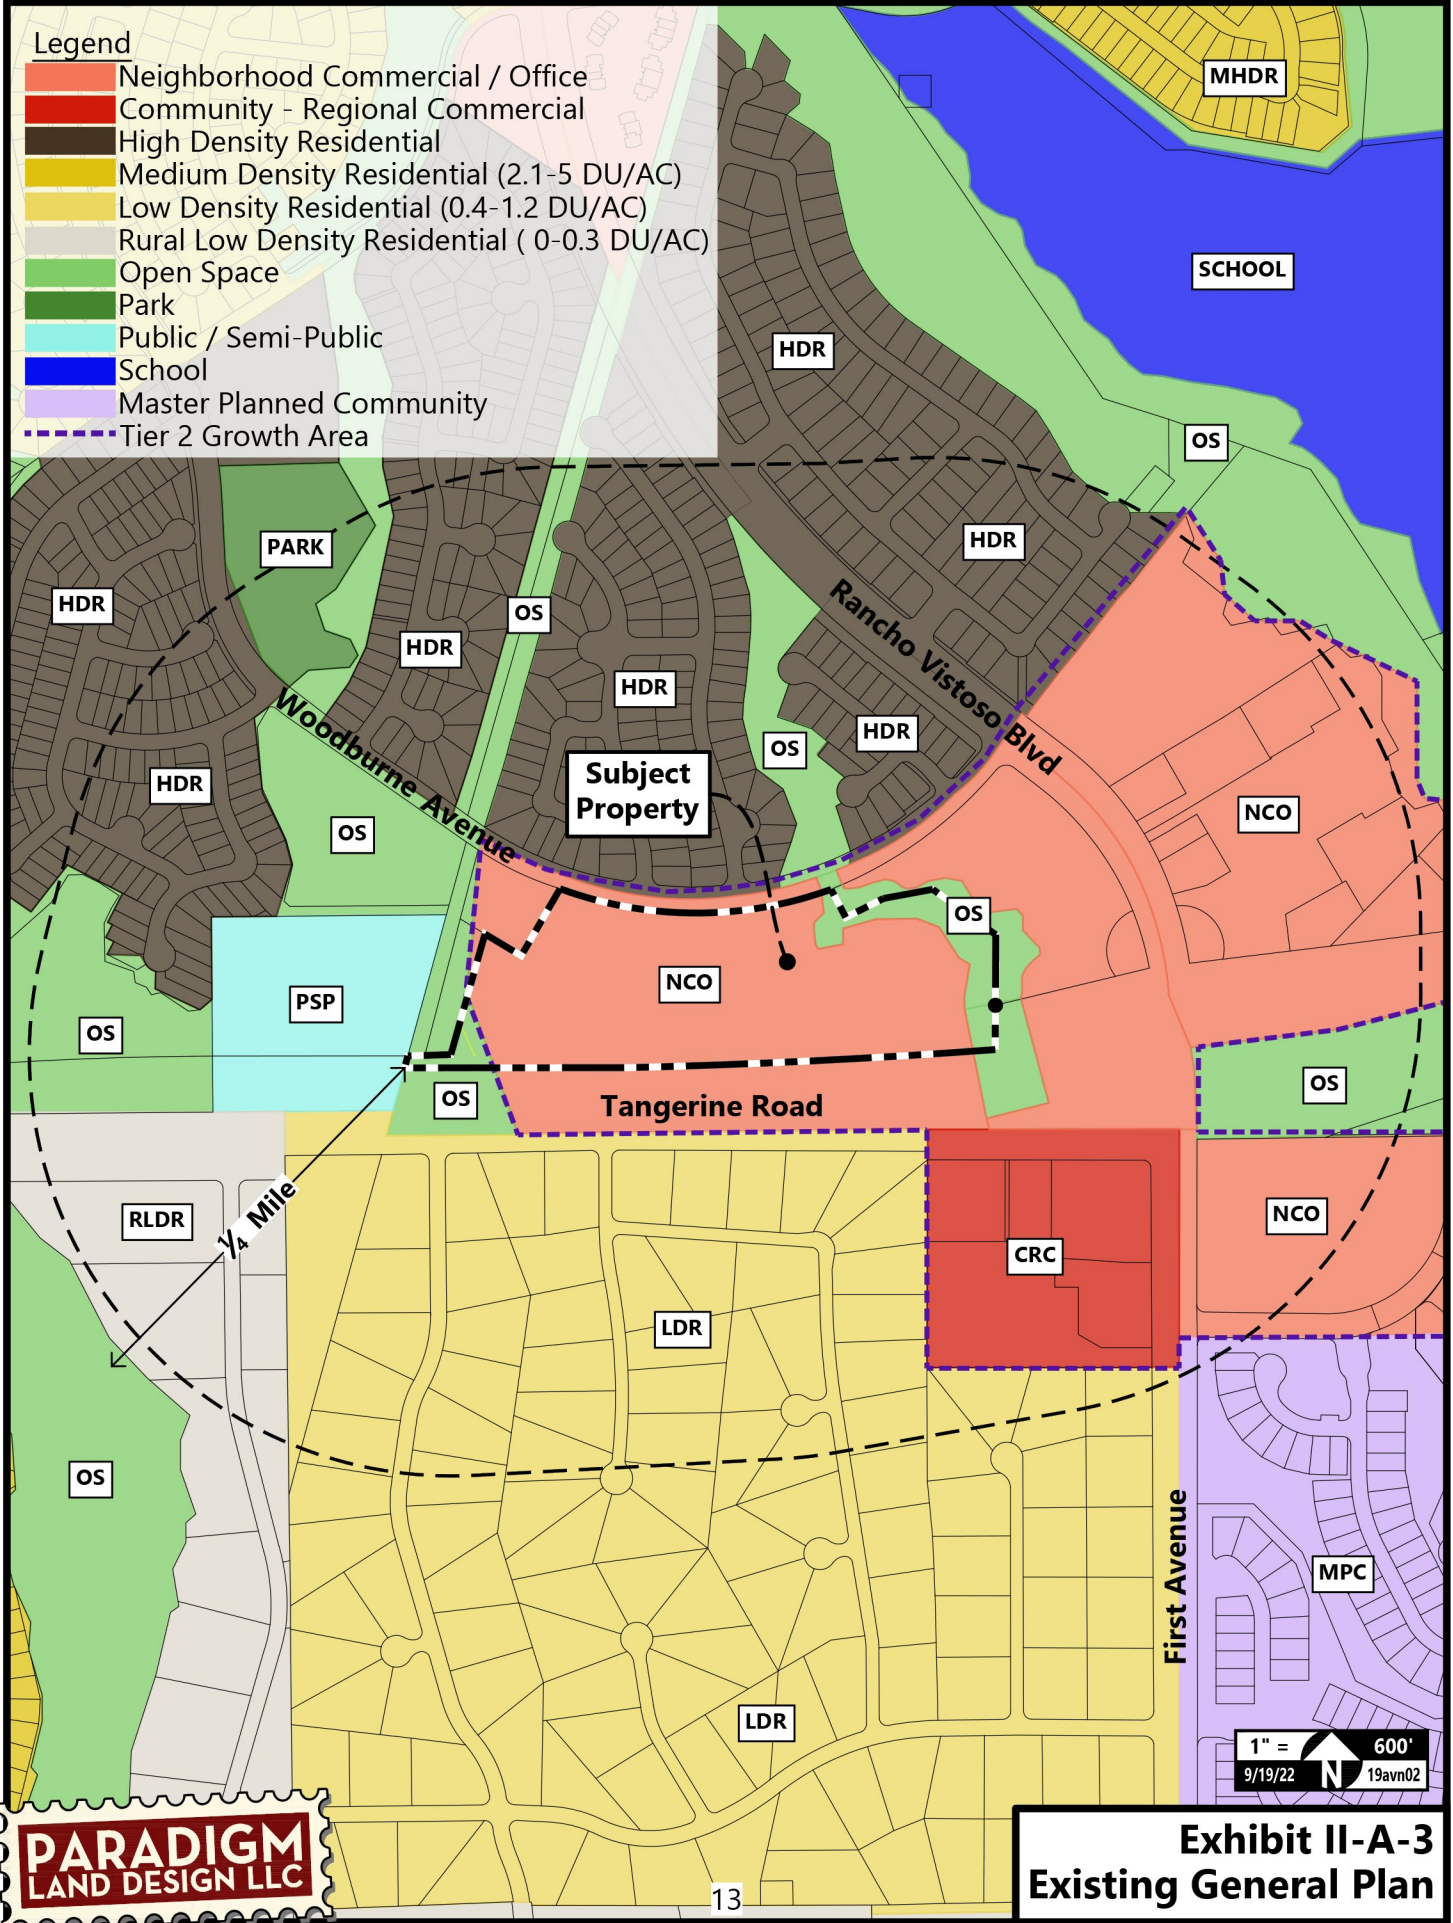 Legend
Neighborhood Commercial / Office
Community - Regional Commercial
High Density Residential
Medium Density Residential (2.1-5 DU/AC)
Low Density Residential (0.4-1.2 DU/AC)
Rural Low Density Residential ( 0-0.3 DU/AC)
Open Space
Park
Public / Semi-Public
School
Master Planned Community
Tier 2 Growth Area
MHDR
SCHOOL
HDR
OS
PARK
HDR
HDR
OS
HDR
HDR
Rancho Vistoso Blvd
HDR
HDR
OS
Woodburne Avenue
Subject
Property
HDR
OS
NCO
OS
NCO
PSP
OS
OS
OS
Tangerine Road
¼ Mile
RLDR
NCO
CRC
LDR
OS
First Avenue
MPC
LDR
1" = 600'
9/19/22 N 19avn02
PARADIGM
LAND DESIGN LLC
Exhibit II-A-3
Existing General Plan
13